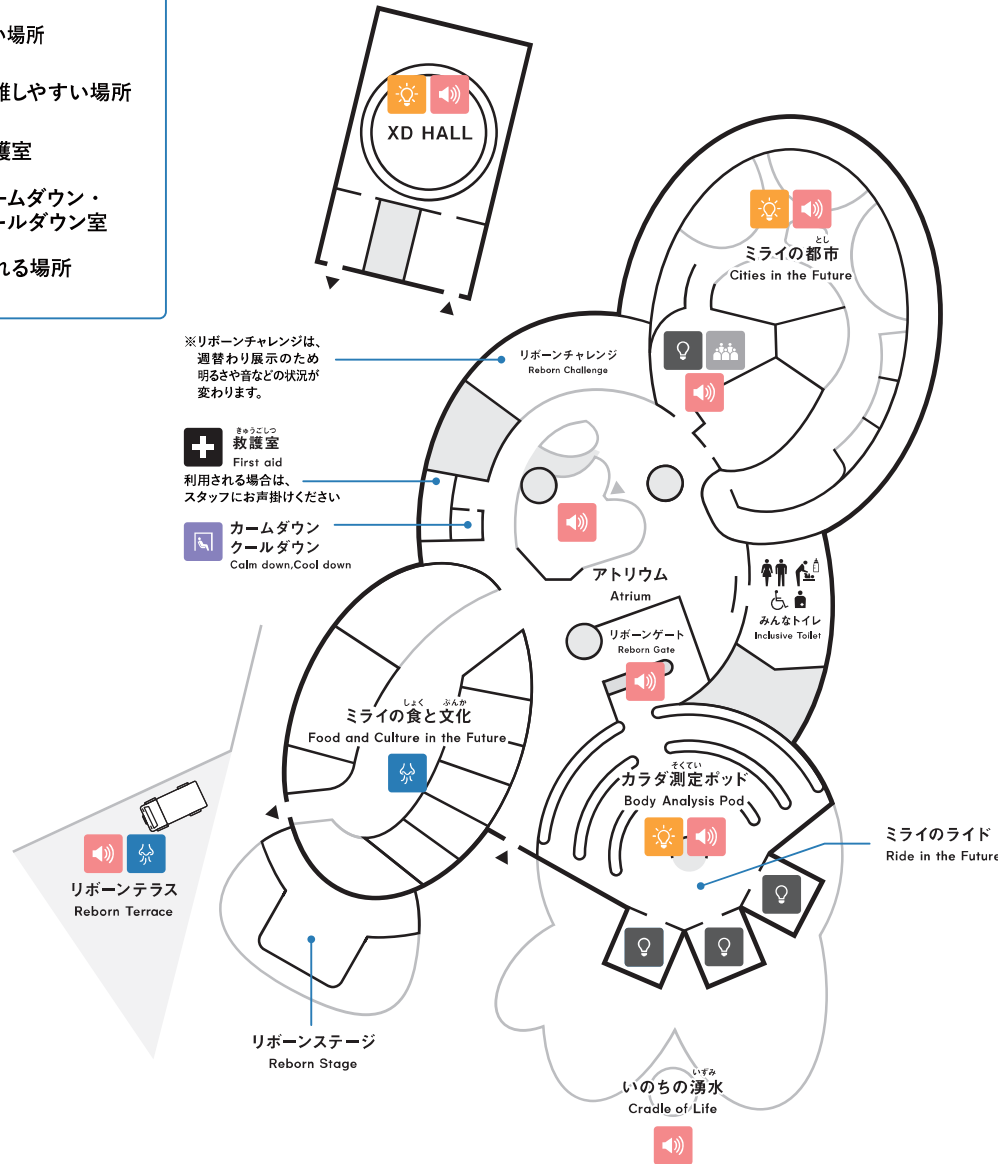 い場所
離しやすい場所
護室
ームダウン・
ールダウン室
れる場所
XD HALL
とし
ミライの都市
Cities in the Future
※リボーンチャレンジは、
週替わり展示のため
明るさや音などの状況が
変わります。
リボーンチャレンジ
Reborn Challenge
きゅうごしつ
救護室
First aid
利用される場合は、
スタッフにお声掛けください
カームダウン
クールダウン
Calm down,Cool down
アトリウム
Atrium
みんなトイレ
Inclusive Toilet
リボーンゲート
Reborn Gate
しょく ぶんか
ミライの食と文化
Food and Culture in the Future
そくてい
カラダ測定ポッド
Body Analysis Pod
ミライのライド
Ride in the Future
リボーンテラス
Reborn Terrace
リボーンステージ
Reborn Stage
いずみ
いのちの湧水
Cradle of Life